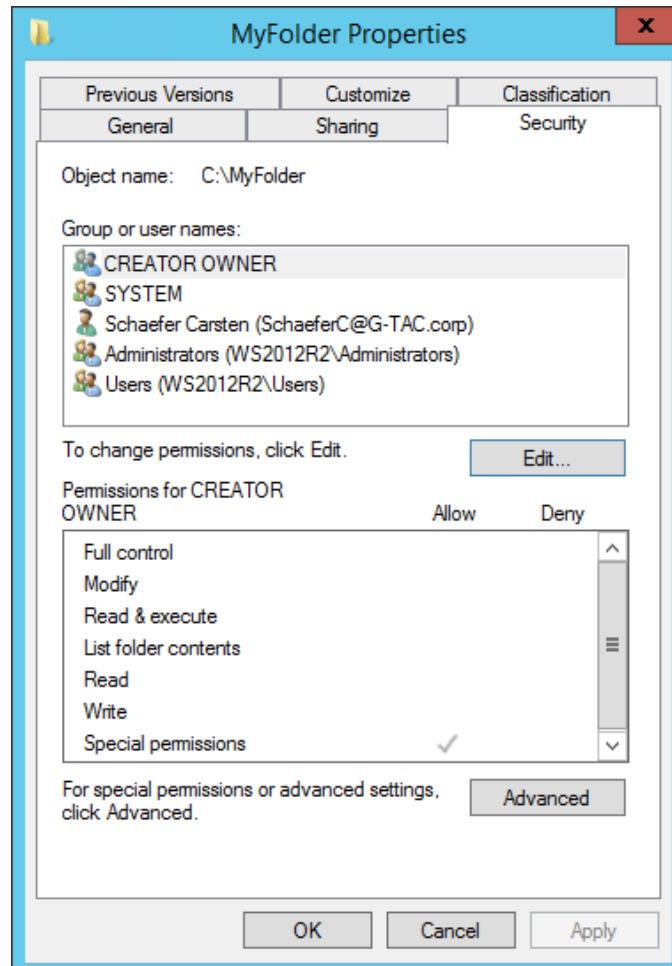 MyFolder Properties
x
Previous Versions Customize Classification
General Sharing Security
Object name: C:\MyFolder
Group or user names:
CREATOR OWNER
SYSTEM
Schaefer Carsten (SchaeferC@G-TAC.corp)
Administrators (WS2012R2\Administrators)
Users (WS2012R2\Users)
To change permissions, click Edit.
Edit...
Permissions for CREATOR
OWNER Allow Deny
Full control
Modify
Read & execute
List folder contents
Read
Write
Special permissions
For special permissions or advanced settings,
click Advanced.
Advanced
OK Cancel Apply